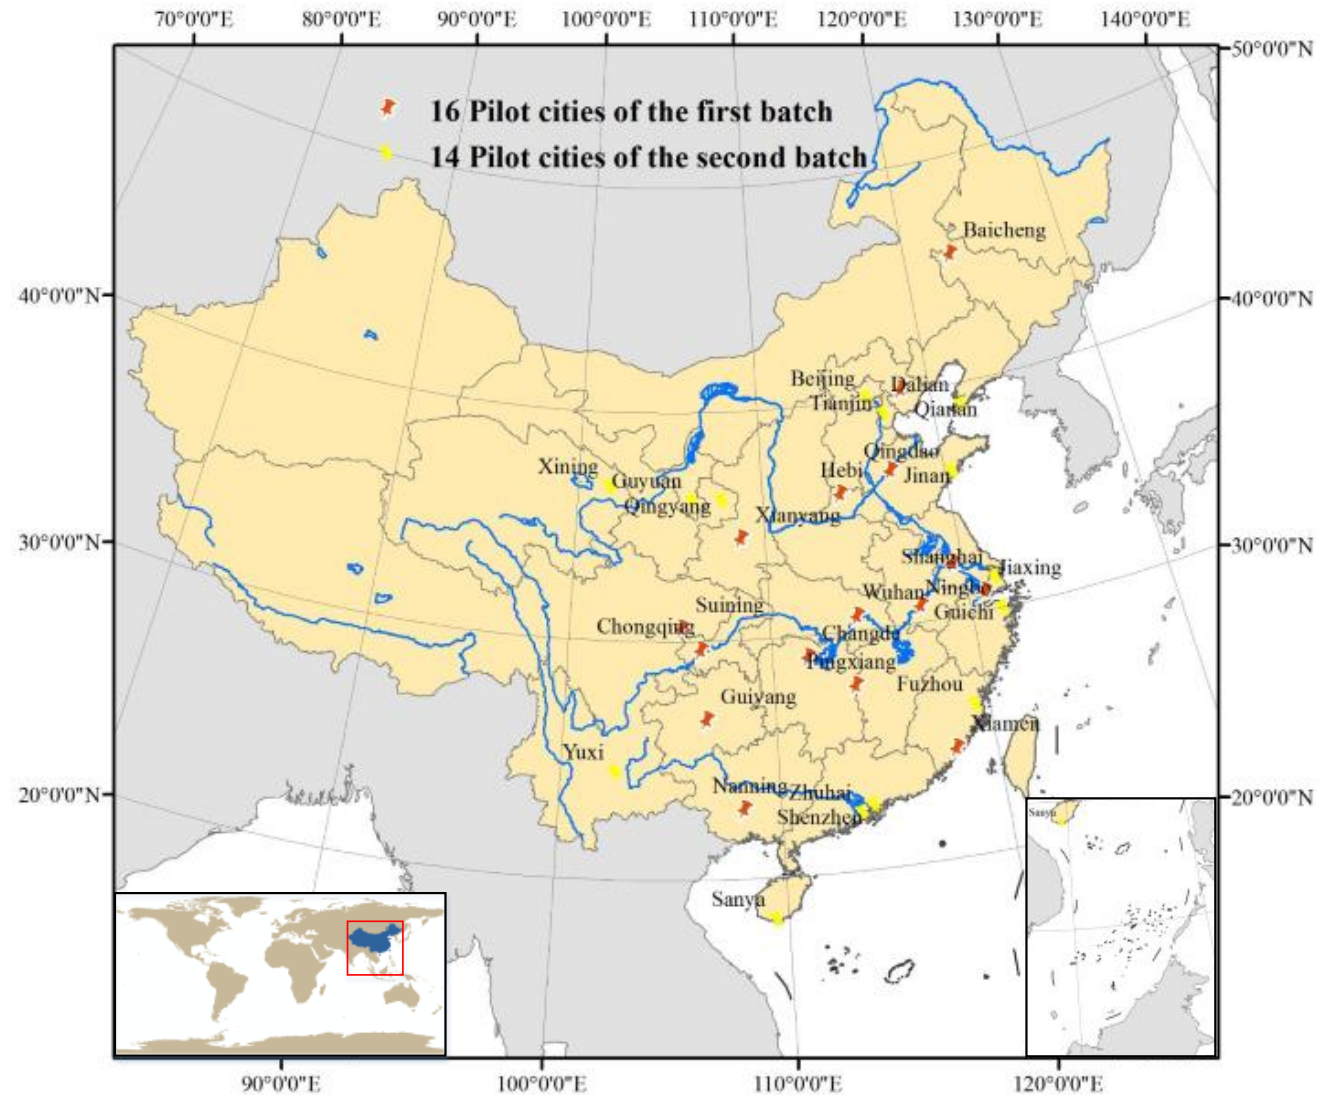 70°0'0"E 80°0'0"E 90°0'0"E 100°0'0"E 110°0'0"E 120°0'0"E 130°0'0"E 140°0'0"E
50°0'0"N
16 Pilot cities of the first batch
14 Pilot cities of the second batch
Baicheng
40°0'0"N 40°0'0"N
Beijing Dalian
Tianjin Qianan
Qingdao
Xining Hebi Jinan
Guyuan
Qingyang Xianyang
30°0'0"N 30°0'0"N
Shanghai Jiaxing
Wuhan Ningbo
Suining Guichi
Chongqing Changde
Pingxiang
Guiyang Fuzhou
Xiamen
Yuxi
Nanning Zhuhai
20°0'0"N 20°0'0"N
Shenzhen Sanya
Sanya
90°0'0"E 100°0'0"E 110°0'0"E 120°0'0"E